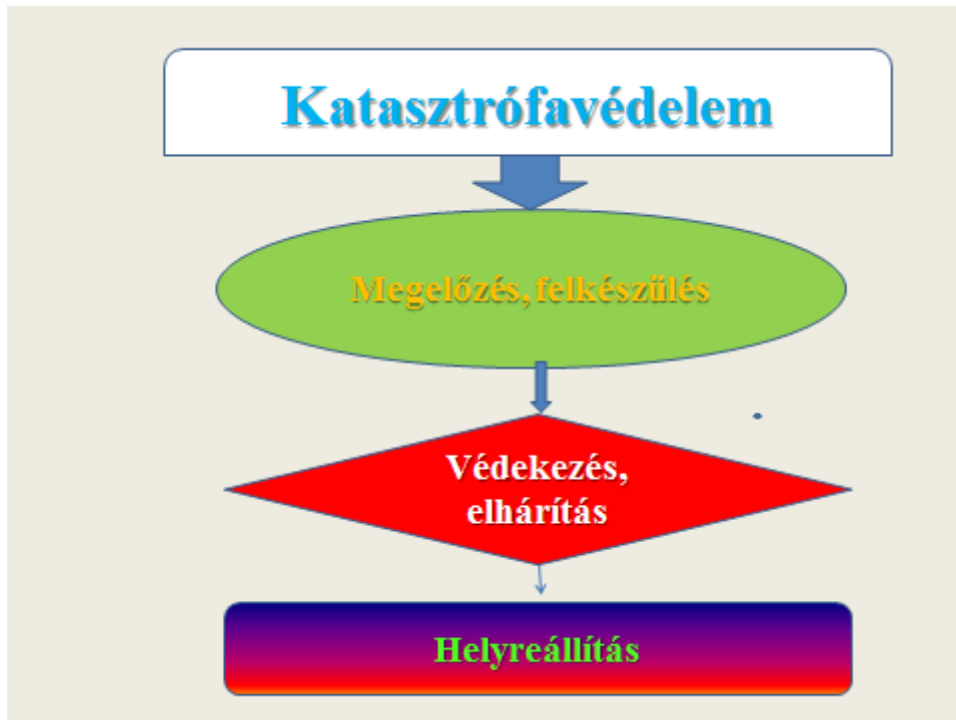 Katasztrófavédelem
Megelőzés, felkészülés
Védekezés,
elhárítás
Helyreállítás